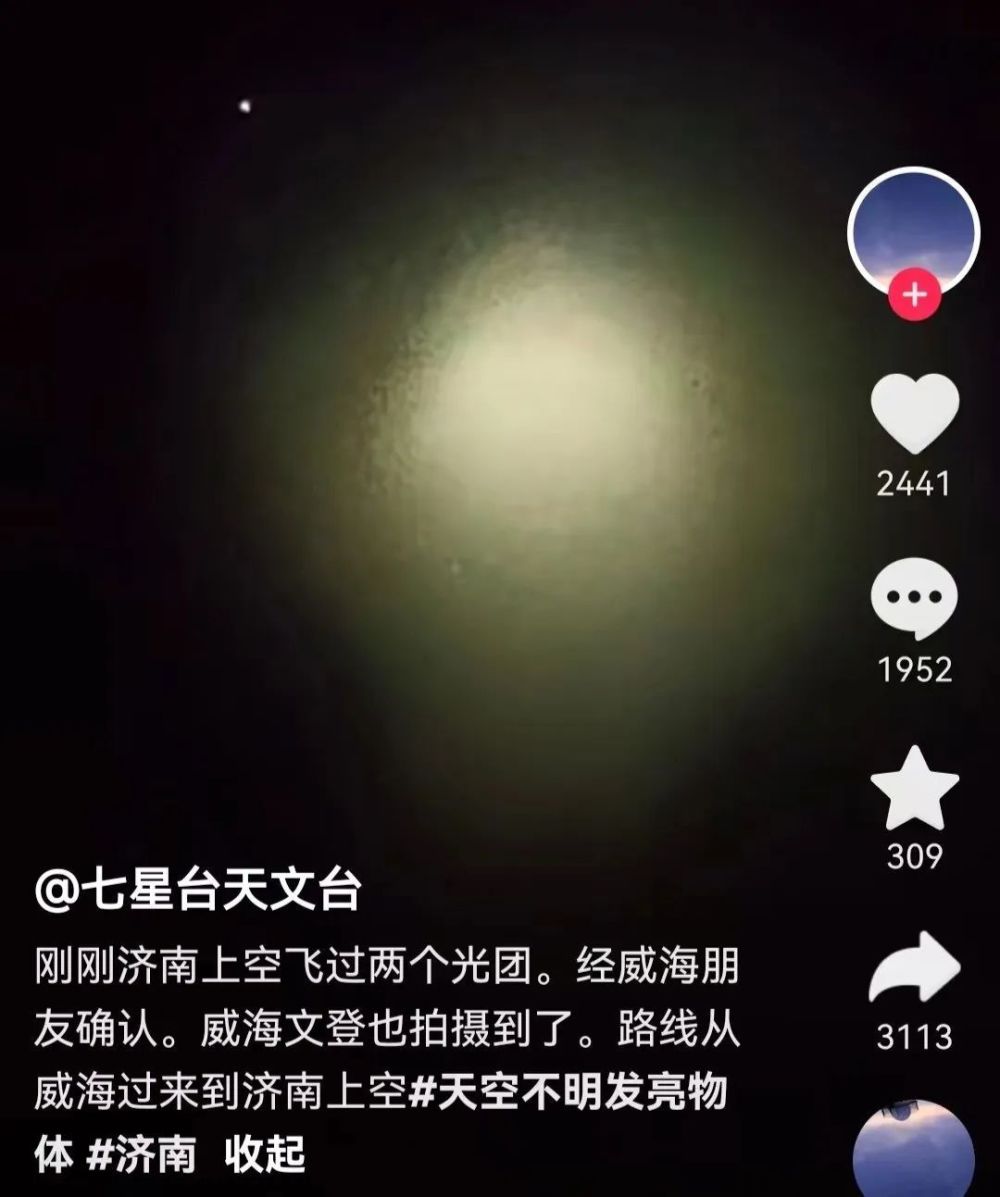 2441
1952
309
3113
@七星台天文台
刚刚济南上空飞过两个光团。经威海朋
友确认。威海文登也拍摄到了。路线从
威海过来到济南上空#天空不明发亮物
体 #济南 收起